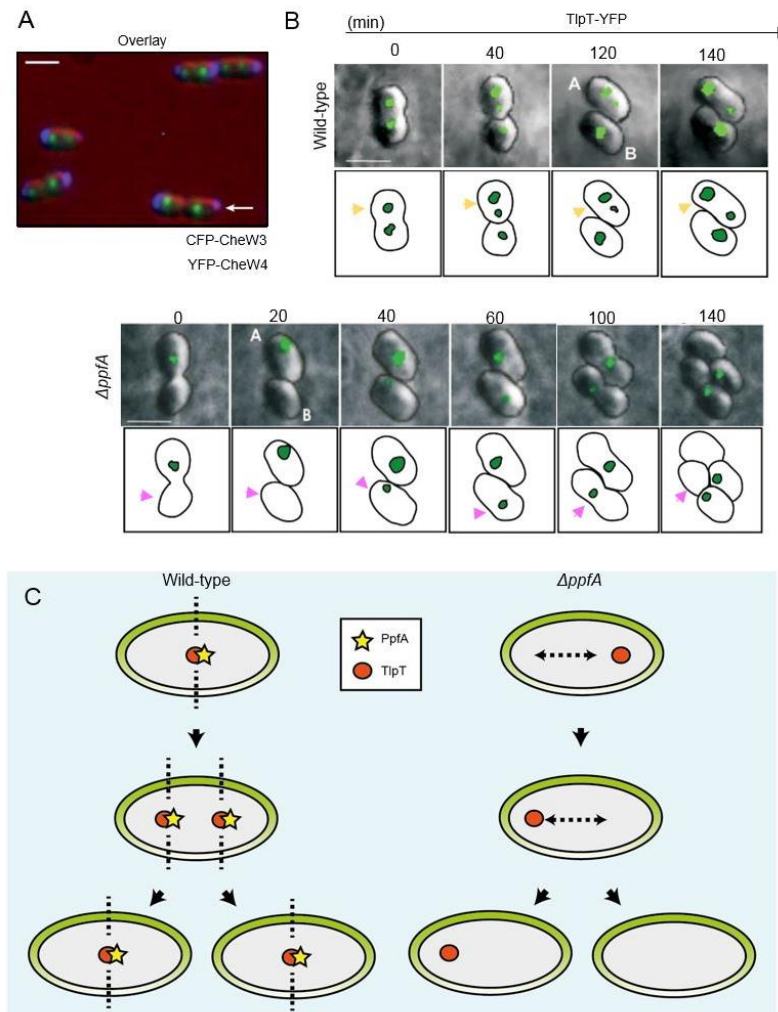 A
Overlay
CFP-CheW3
YFP-CheW4
B
(min)
TlpT-YFP
0 40 120 140
Wild-type
A
B
0 20 40 60 100 140
ΔppfA
A
B
C
Wild-type
ΔppfA
PpfA
TlpT